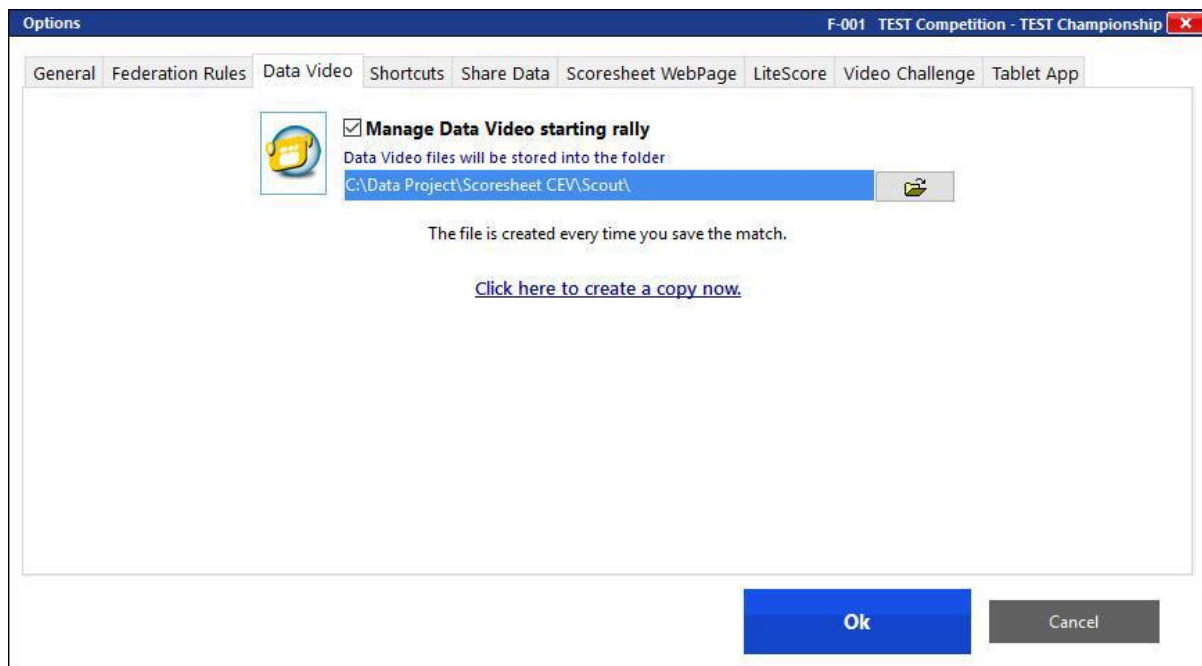 Options F-001 TEST Competition - TEST Championship
General Federation Rules Data Video Shortcuts Share Data Scoresheet WebPage LiteScore Video Challenge Tablet App
Manage Data Video starting rally
Data Video files will be stored into the folder
C:\Data Project\Scoresheet CEV\Scout\
The file is created every time you save the match.
Click here to create a copy now.
Ok Cancel